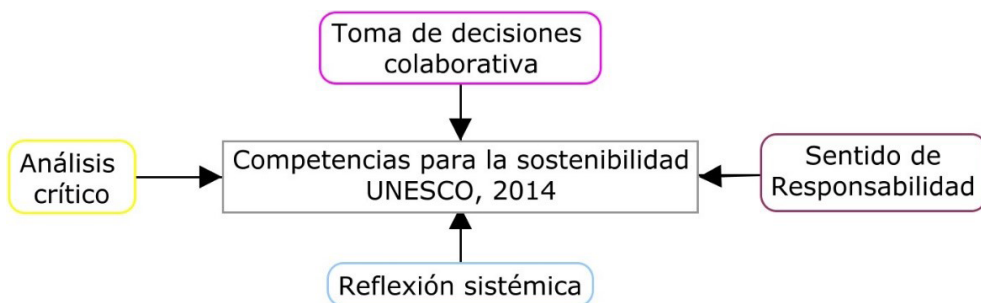 Toma de decisiones
colaborativa
Análisis
crítico
Competencias para la sostenibilidad
UNESCO, 2014
Sentido de
Responsabilidad
Reflexión sistémica